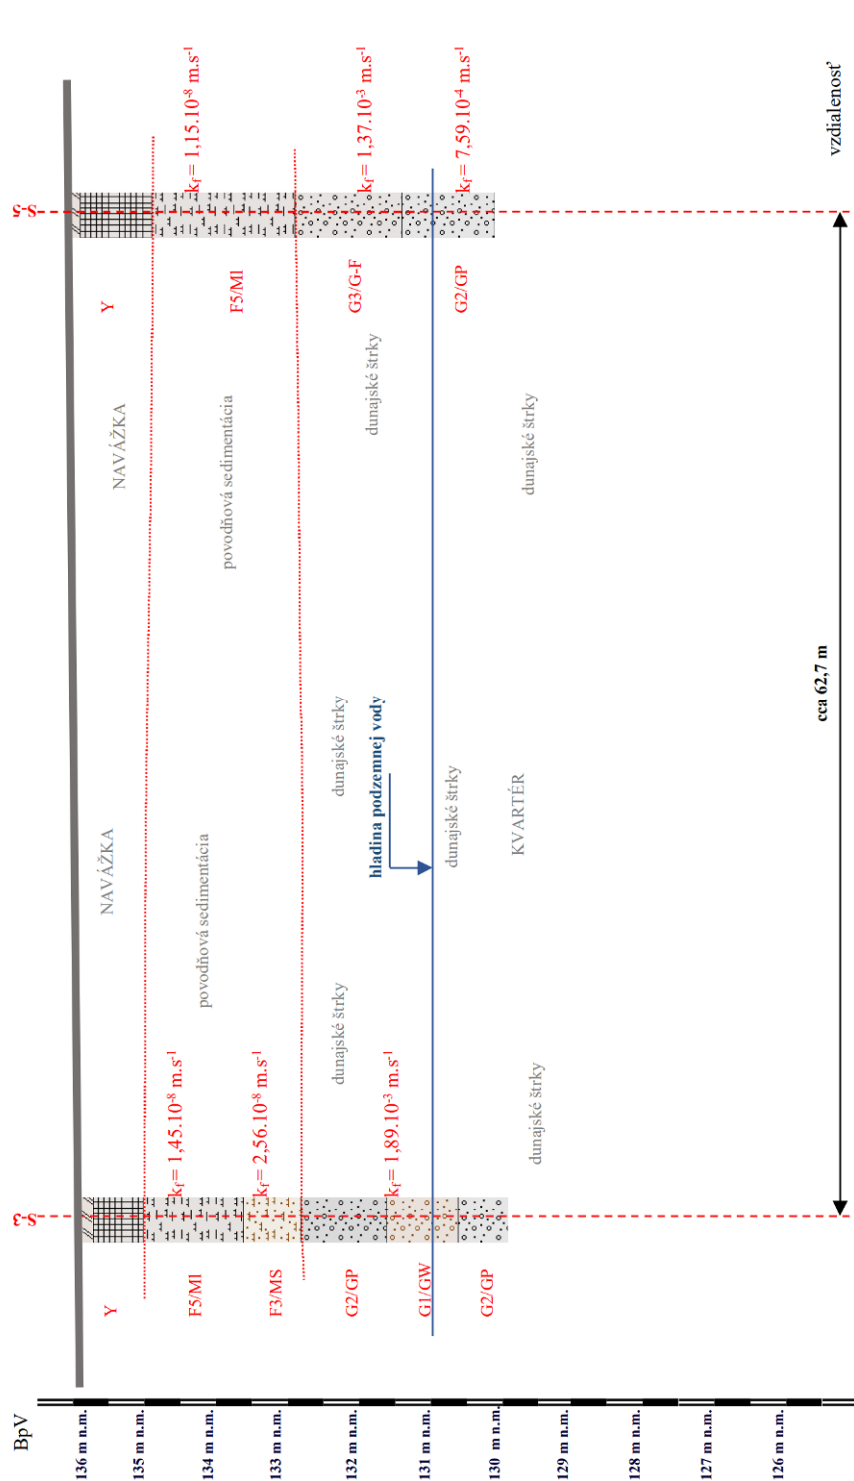 S-3
S-5
NAVÁŽKA
NAVÁŽKA
Y
Y
kf= 1,45.10⁻⁸ m.s⁻¹
kf= 1,15.10⁻⁸ m.s⁻¹
F5/Ml
povodňová sedimentácia
povodňová sedimentácia
F5/Ml
kf= 2,56.10⁻⁸ m.s⁻¹
F3/MS
G2/GP
dunajské štrky
dunajské štrky
dunajské štrky
G3/G-F
kf= 1,37.10⁻³ m.s⁻¹
hladina podzemnej vody
kf= 1,89.10⁻³ m.s⁻¹
G1/GW
dunajské štrky
G2/GP
kf= 7,59.10⁻⁴ m.s⁻¹
G2/GP
KVARTÉR
dunajské štrky
dunajské štrky
cca 62,7 m
vzdialenosť
BpV
136 m n.m.
135 m n.m.
134 m n.m.
133 m n.m.
132 m n.m.
131 m n.m.
130 m n.m.
129 m n.m.
128 m n.m.
127 m n.m.
126 m n.m.